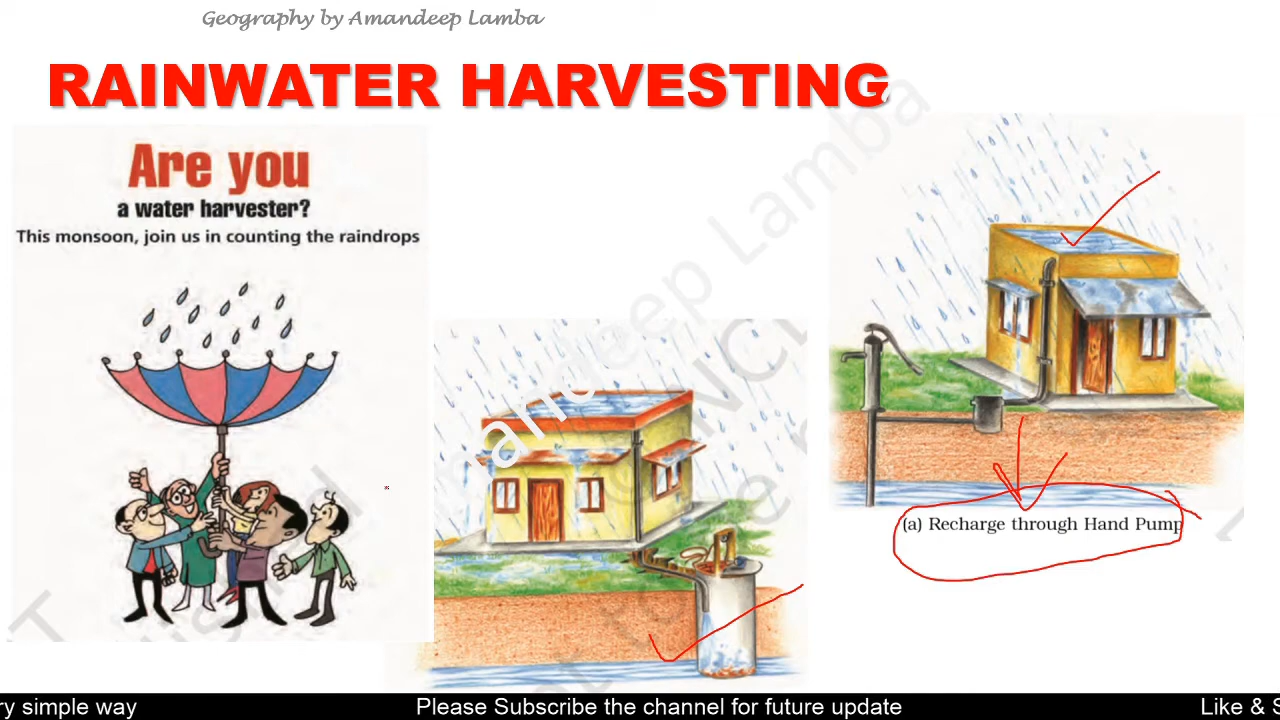 Geography by Amandeep Lamba
RAINWATER HARVESTING
Are you
a water harvester?
This monsoon, join us in counting the raindrops
(a) Recharge through Hand Pump
ry simple way
Please Subscribe the channel for future update
Like & S